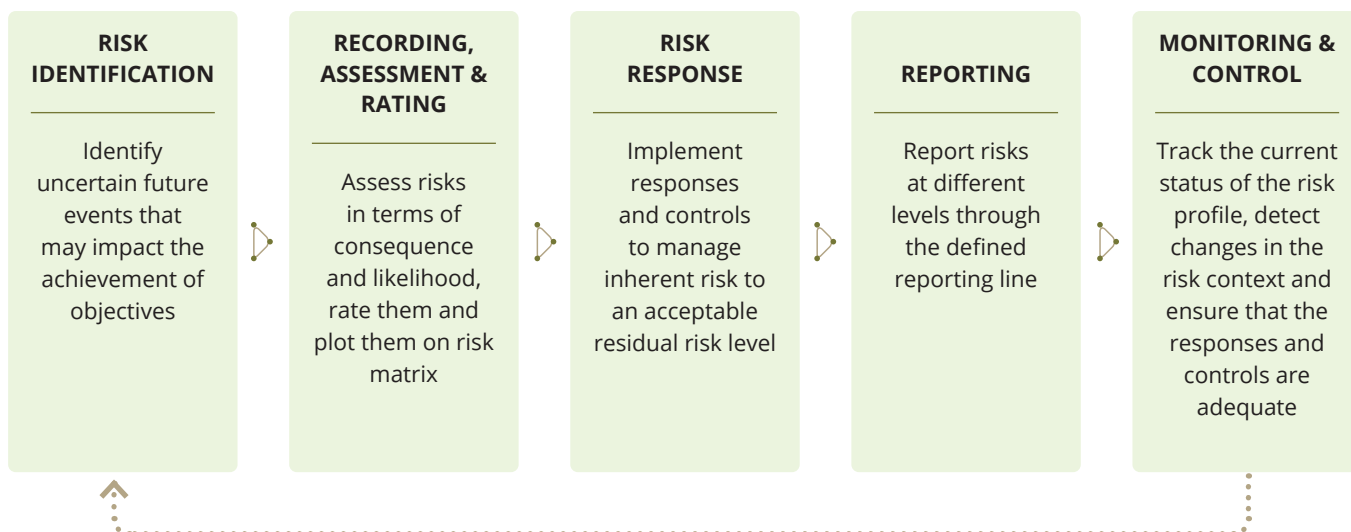 RISK
IDENTIFICATION
Identify
uncertain future
events that
may impact the
achievement of
objectives
RECORDING,
ASSESSMENT &
RATING
Assess risks
in terms of
consequence
and likelihood,
rate them and
plot them on risk
matrix
RISK
RESPONSE
Implement
responses
and controls
to manage
inherent risk to
an acceptable
residual risk level
REPORTING
Report risks
at different
levels through
the defined
reporting line
MONITORING &
CONTROL
Track the current
status of the risk
profile, detect
changes in the
risk context and
ensure that the
responses and
controls are
adequate